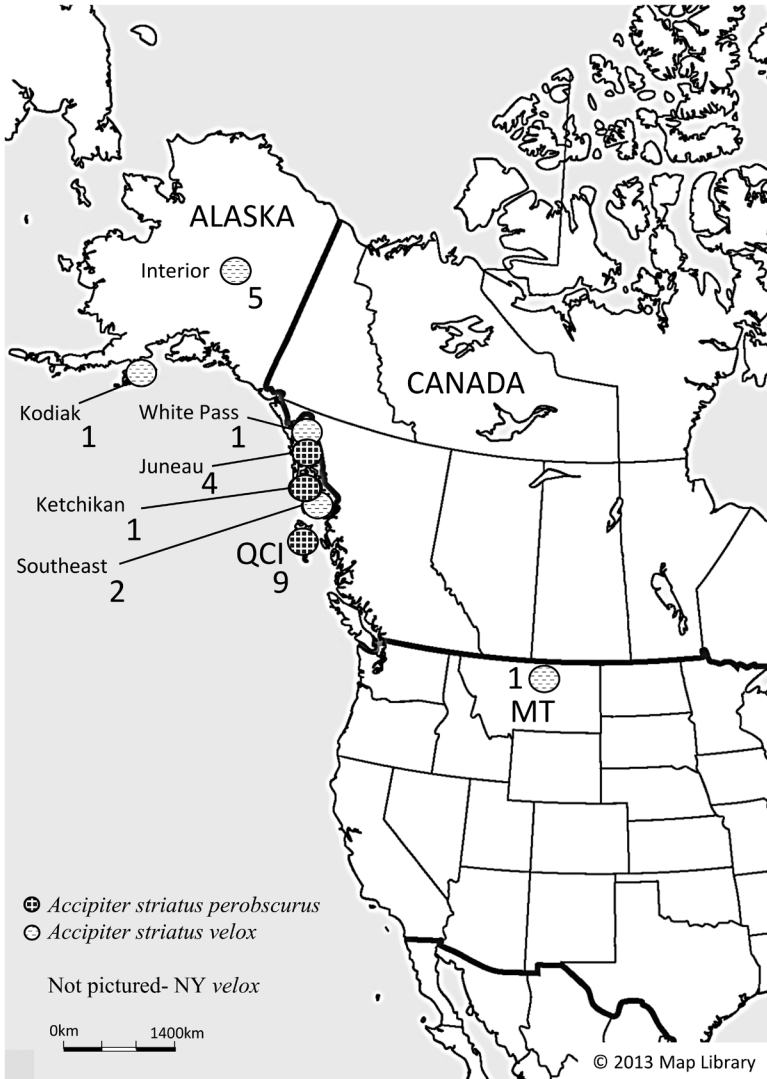 ALASKA
Interior
5
CANADA
Kodiak
1
White Pass
1
Juneau
4
Ketchikan
1
Southeast
2
QCI
9
1
MT
Accipiter striatus perobscurus
Accipiter striatus velox
Not pictured- NY velox
0km 1400km
© 2013 Map Library